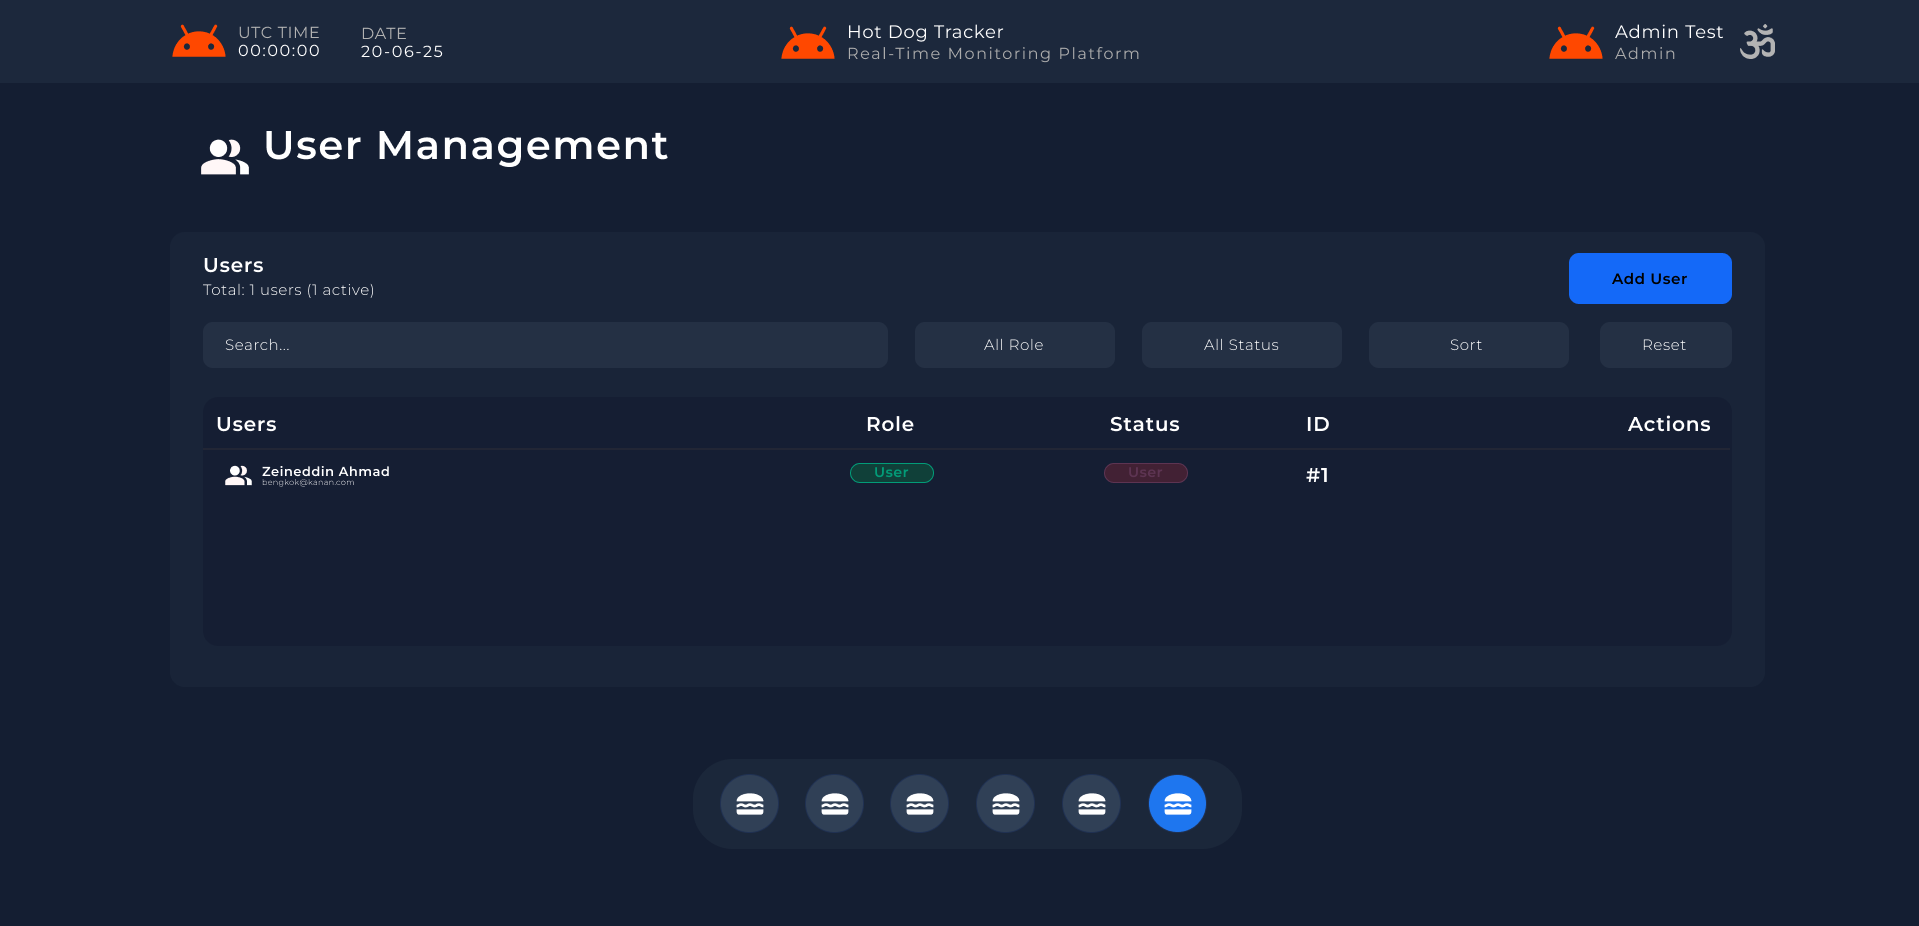 UTC TIME
00:00:00
DATE
20-06-25
Hot Dog Tracker
Real-Time Monitoring Platform
Admin Test
Admin
ॐ
User Management
Users
Total: 1 users (1 active)
Add User
Search...
All Role
All Status
Sort
Reset
Users
Role
Status
ID
Actions
Zeineddin Ahmad
bengkok@kanan.com
User
User
#1